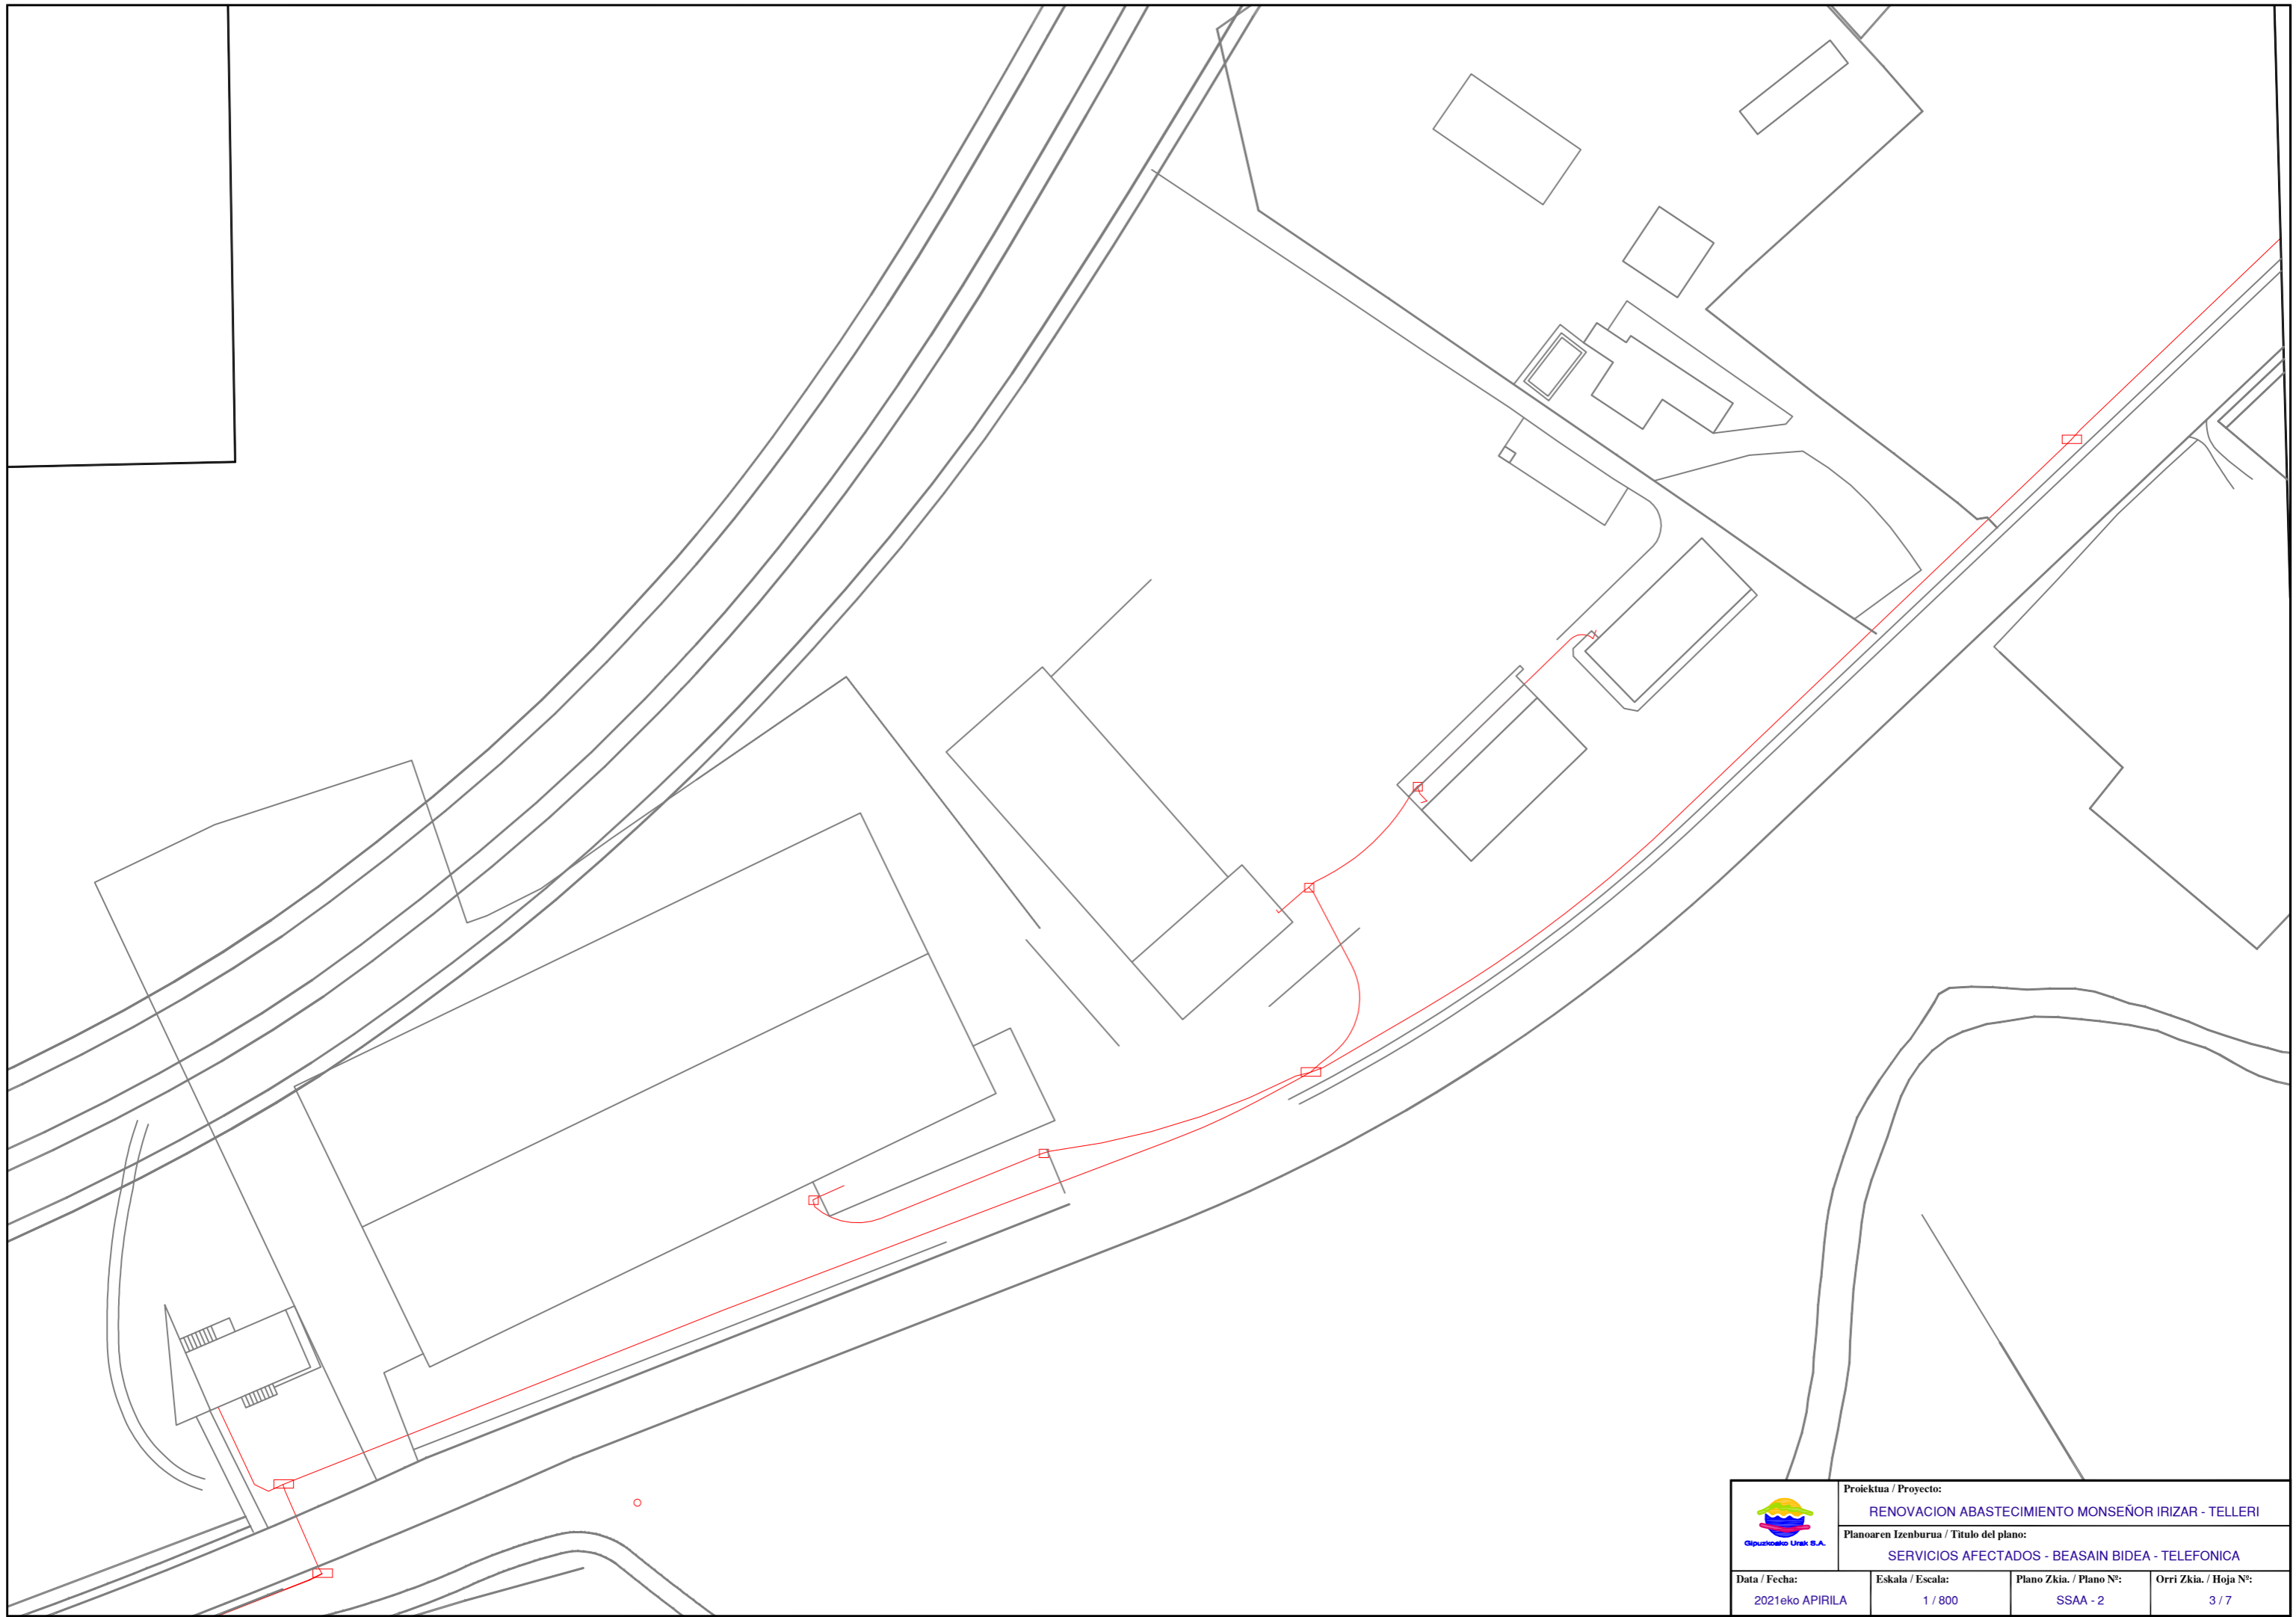 Gipuzkoako Urak S.A.
Proiektua / Proyecto:
RENOVACION ABASTECIMIENTO MONSEÑOR IRIZAR - TELLERI
Planoaren Izenburua / Titulo del plano:
SERVICIOS AFECTADOS - BEASAIN BIDEA - TELEFONICA
Data / Fecha:
2021eko APIRILA
Eskala / Escala:
1 / 800
Plano Zkia. / Plano Nº:
SSAA - 2
Orri Zkia. / Hoja Nº:
3 / 7